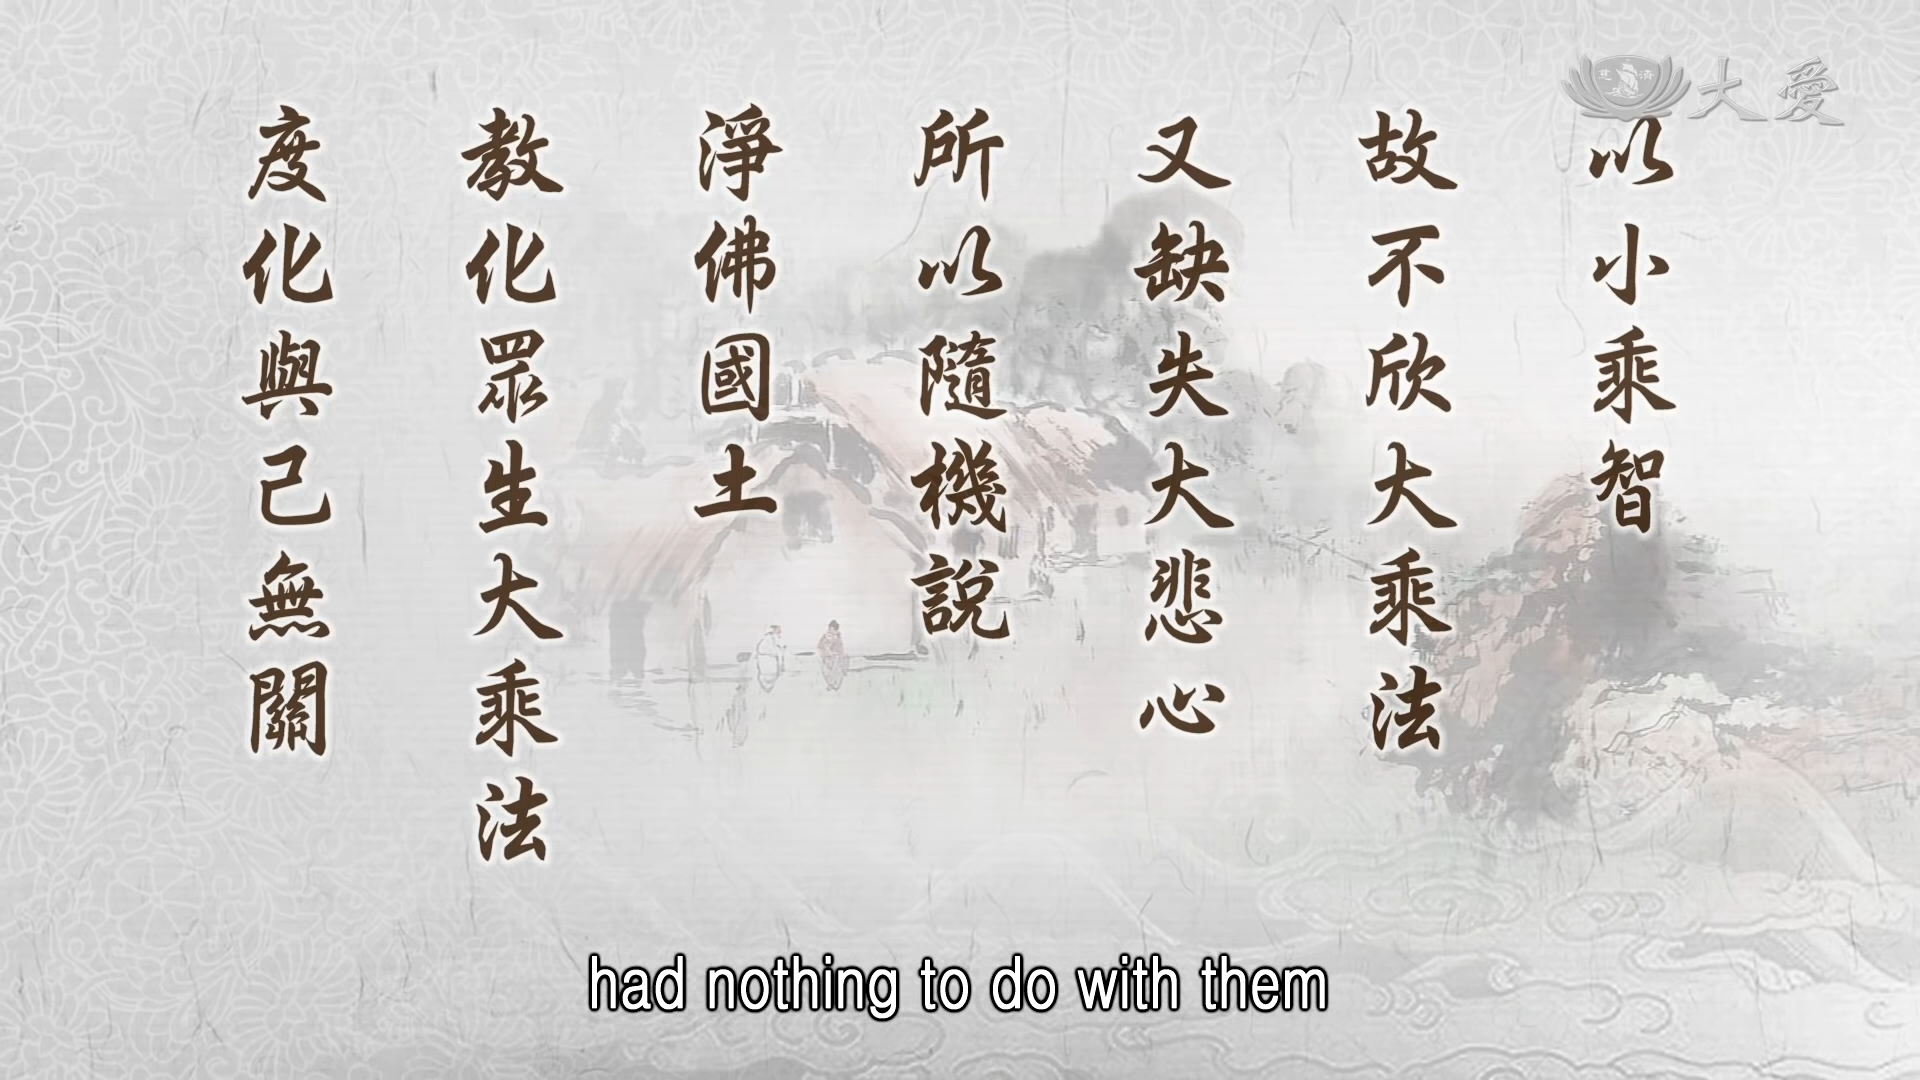 大愛
以小乘智
故不欣大乘法
又缺失大悲心
所以隨機說
淨佛國土
教化眾生大乘法
度化與己無關
had nothing to do with them